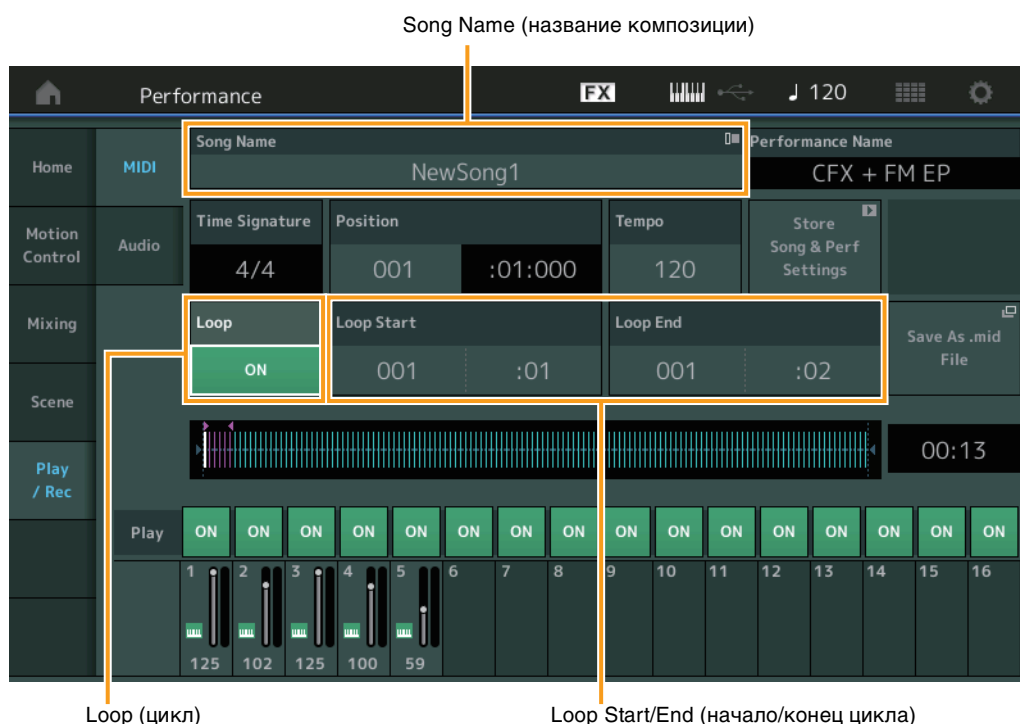 Song Name (название композиции)
Performance FX 120
Song Name
Performance Name
Home MIDI NewSong1 CFX + FM EP
Time Signature Position Tempo
Store
Song & Perf
Settings
Motion
Control
Audio
4/4 001 :01:000 120
Mixing
Loop Loop Start Loop End
Save As .mid
File
ON 001 :01 001 :02
Scene
Play
/ Rec
00:13
Play ON ON ON ON ON ON ON ON ON ON ON ON ON ON ON ON
1 2 3 4 5 6 7 8 9 10 11 12 13 14 15 16
125 102 125 100 59
Loop (цикл) Loop Start/End (начало/конец цикла)